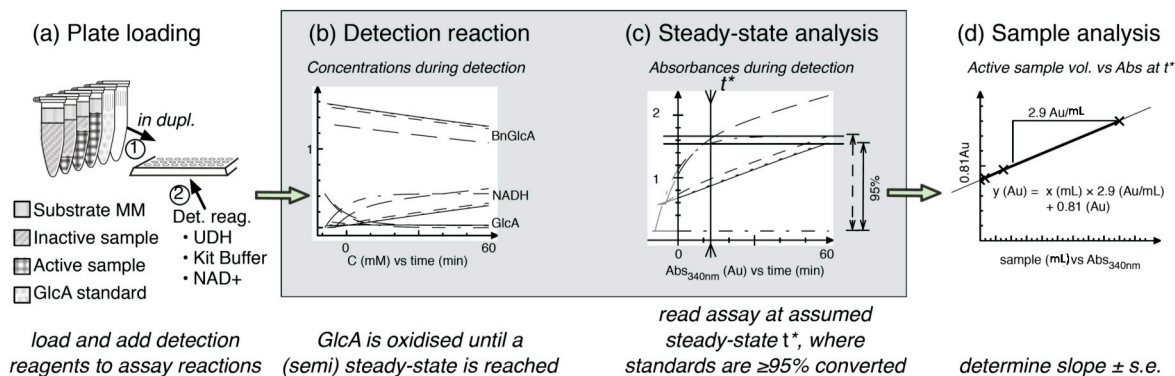 (a) Plate loading
in dupl.
1
2
Det. reag.
• UDH
• Kit Buffer
• NAD+
Substrate MM
Inactive sample
Active sample
GlcA standard
load and add detection
reagents to assay reactions
(b) Detection reaction
Concentrations during detection
1
BnGlcA
NADH
GlcA
0
60
C (mM) vs time (min)
GlcA is oxidised until a
(semi) steady-state is reached
(c) Steady-state analysis
Absorbances during detection
t*
2
1
95%
0
60
Abs340nm (Au) vs time (min)
read assay at assumed
steady-state t*, where
standards are ≥95% converted
(d) Sample analysis
Active sample vol. vs Abs at t*
2.9 Au/mL
0.81Au
y (Au) = x (mL) × 2.9 (Au/mL)
+ 0.81 (Au)
sample (mL) vs Abs340nm
determine slope ± s.e.